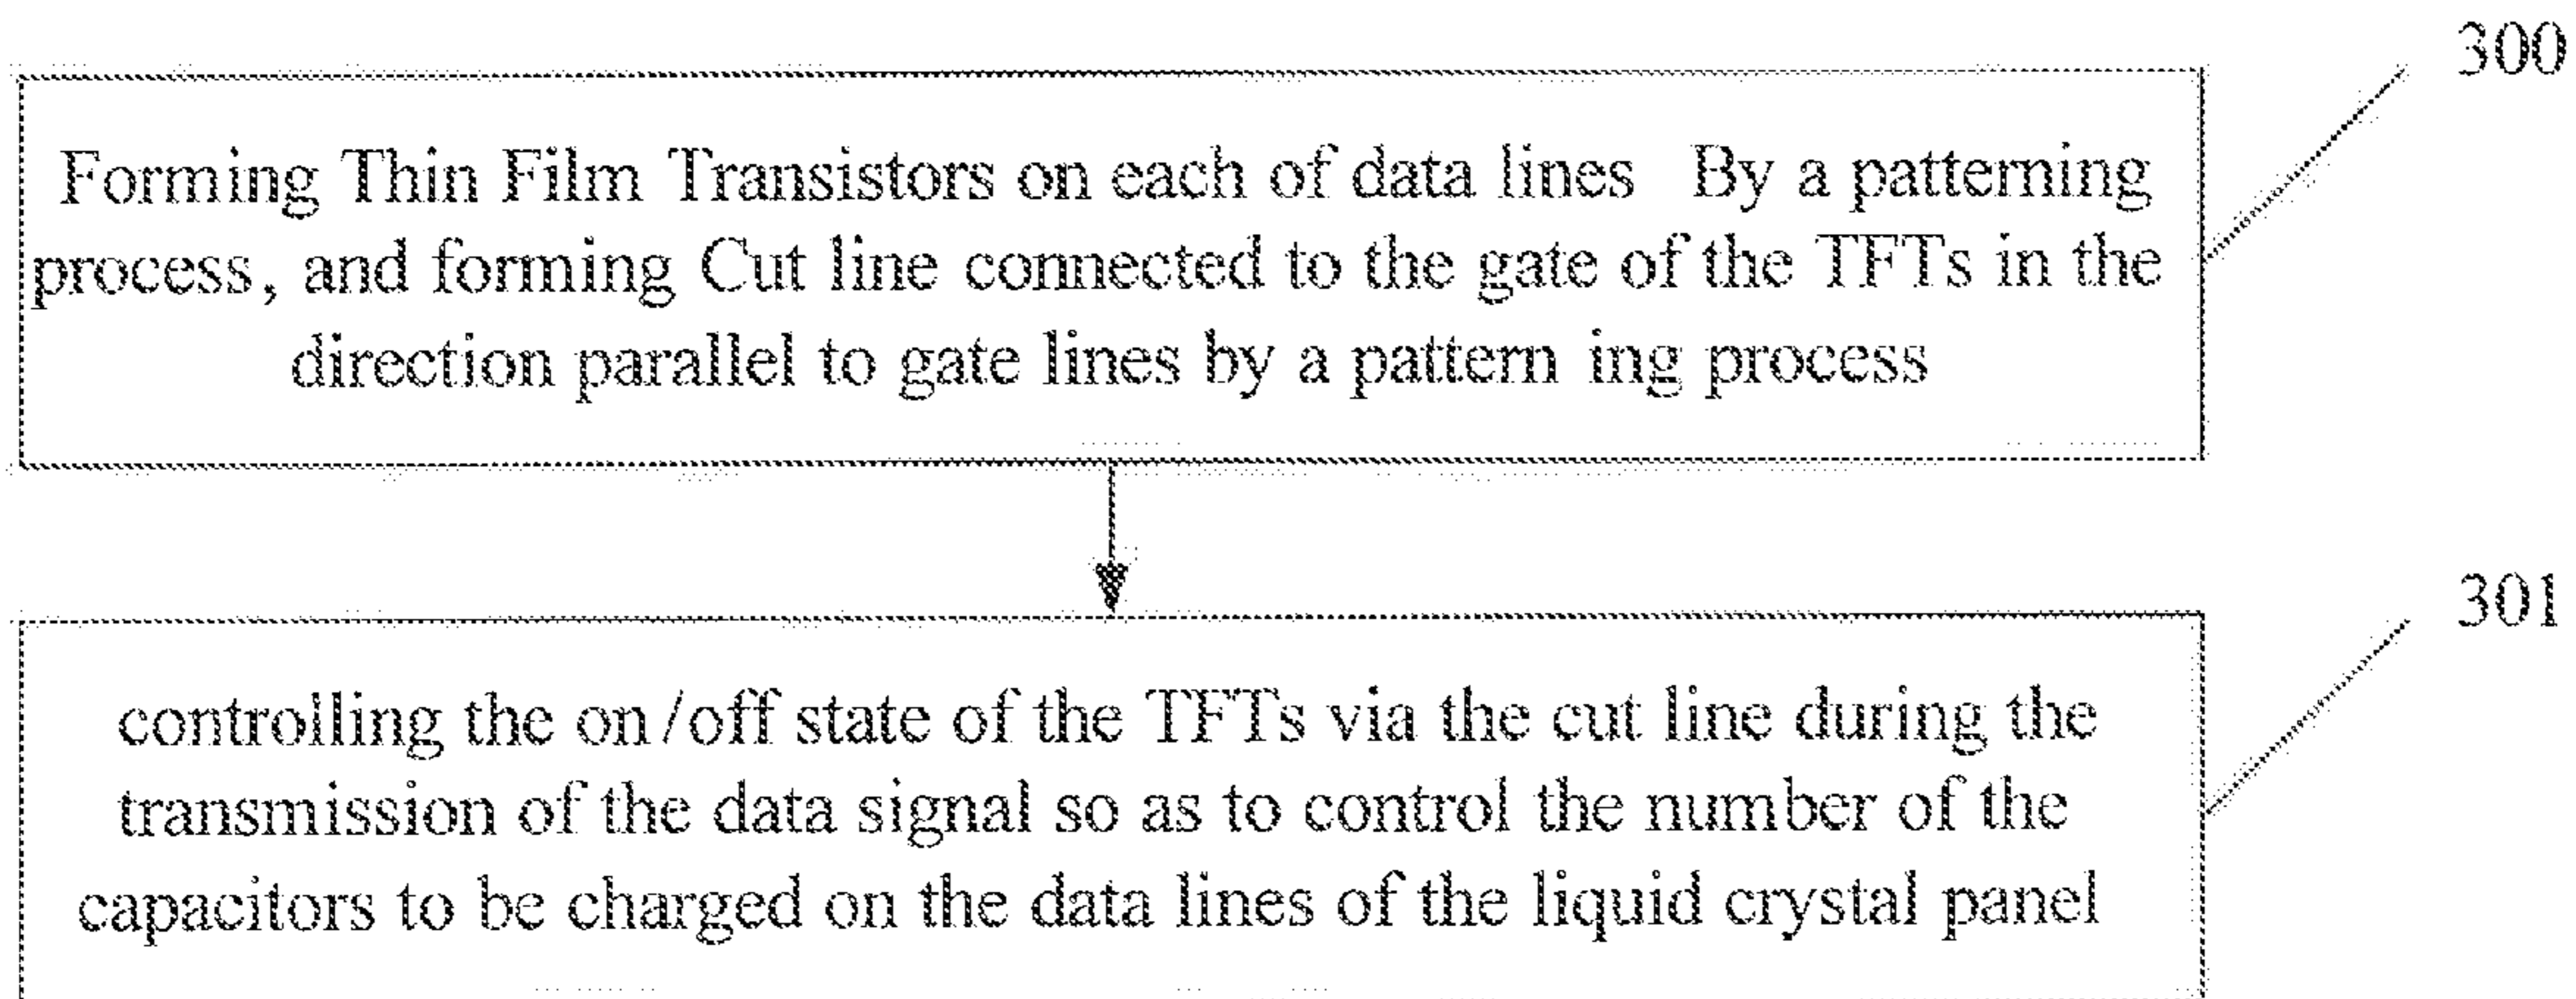 300
Forming Thin Film Transistors on each of data lines By a patterning
process, and forming Cut line connected to the gate of the TFTs in the
direction parallel to gate lines by a pattern ing process
301
controlling the on/off state of the TFTs via the cut line during the
transmission of the data signal so as to control the number of the
capacitors to be charged on the data lines of the liquid crystal panel